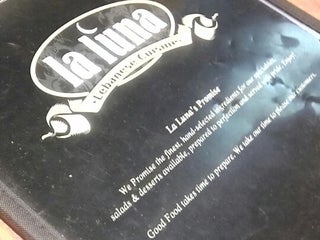 la luna
Lebanese Cuisine
La Luna's Promise
We Promise the finest, hand-selected ingredients for our
salads & desserts available, prepared to perfection and served with pride. Enjoy!
Good Food takes time to prepare. We take our time to please our customers.